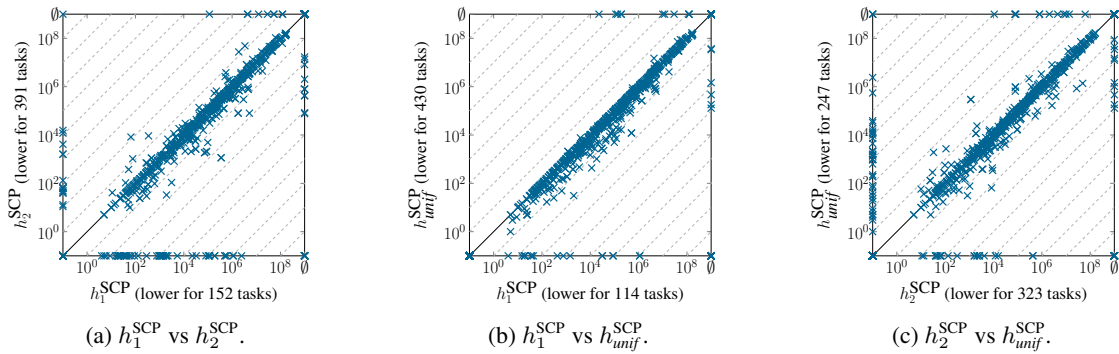 ∅
10^8
10^6
10^4
10^2
10^0
h_2^SCP (lower for 391 tasks)
10^0 10^2 10^4 10^6 10^8 ∅
h_1^SCP (lower for 152 tasks)
(a) h_1^SCP vs h_2^SCP.
∅
10^8
10^6
10^4
10^2
10^0
h_unif^SCP (lower for 430 tasks)
10^0 10^2 10^4 10^6 10^8 ∅
h_1^SCP (lower for 114 tasks)
(b) h_1^SCP vs h_unif^SCP.
∅
10^8
10^6
10^4
10^2
10^0
h_unif^SCP (lower for 247 tasks)
10^0 10^2 10^4 10^6 10^8 ∅
h_2^SCP (lower for 323 tasks)
(c) h_2^SCP vs h_unif^SCP.